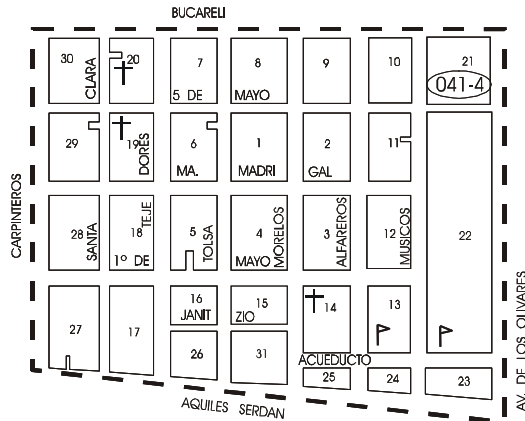 BUCARELI
30 CLARA 20 7 8 9 10 21
5 DE MAYO 041-4
29 19 DORES 6 1 2 11
MA. MADRI GAL
CARPINTEROS
28 SANTA 18 TEJE 5 TOLSA 4 MORELOS 3 ALFAREROS 12 MUSICOS 22
1º DE MAYO
27 17 16 15 14 13
JANIT ZIO
26 31 ACUEDUCTO
25 24 23
AQUILES SERDAN
AV. DE LOS OLIVARES